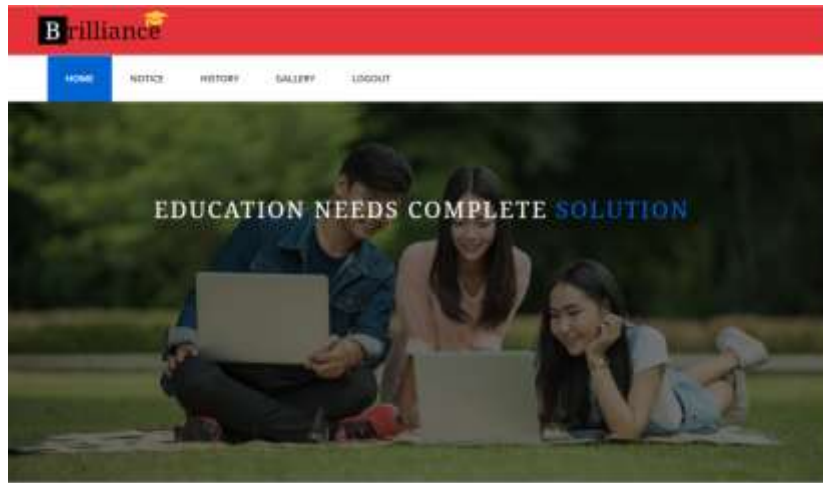 Brilliance
HOME NOTICE HISTORY GALLERY LOGOUT
EDUCATION NEEDS COMPLETE SOLUTION